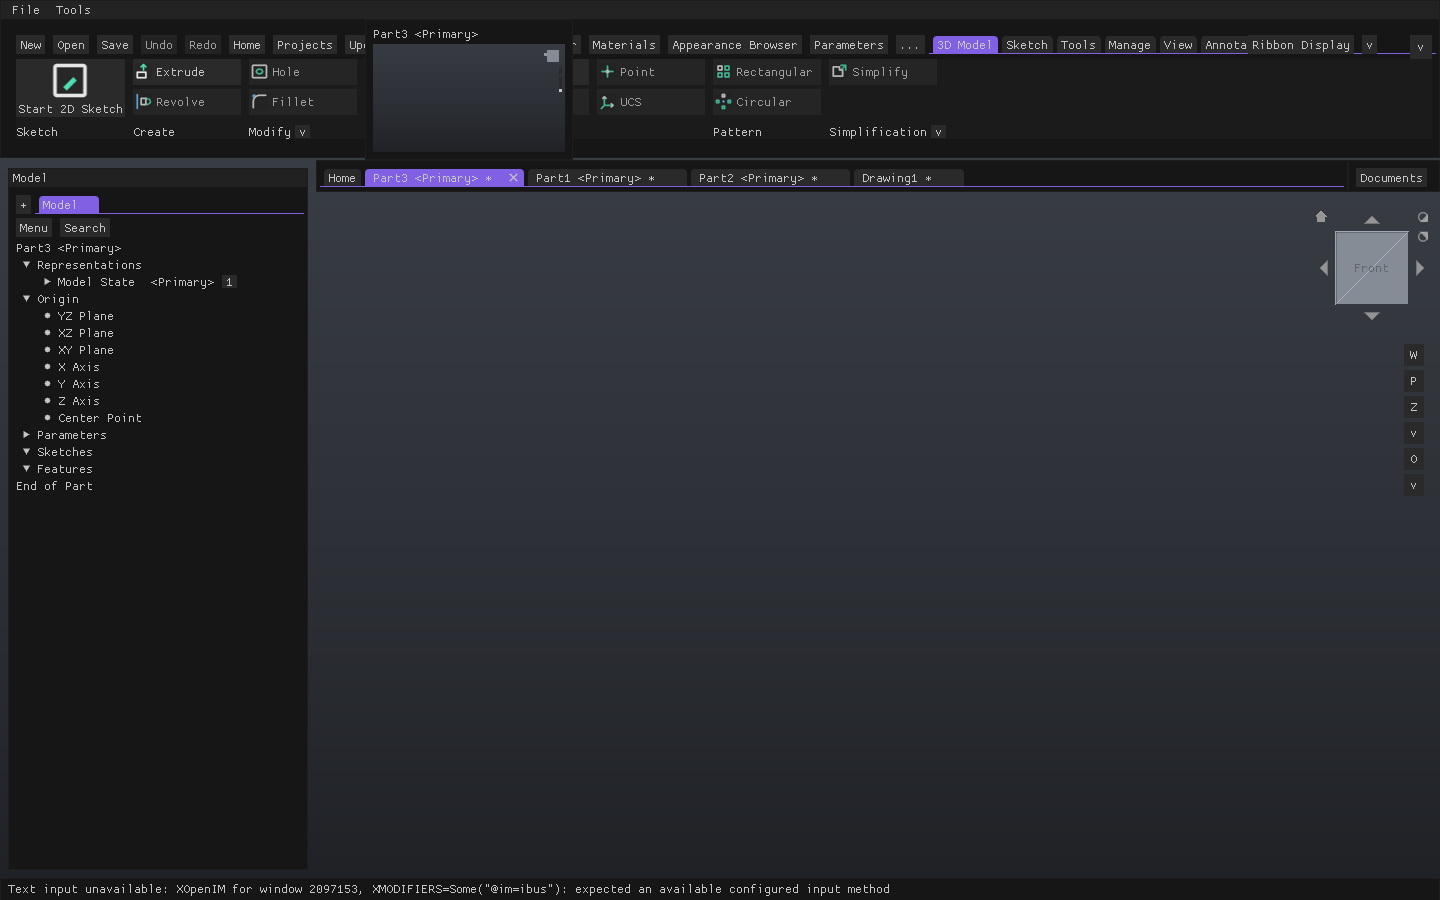 File Tools
Part3 <Primary>
New Open Save Undo Redo Home Projects Materials Appearance Browser Parameters ... 3D Model Sketch Tools Manage View Annota Ribbon Display v v
Extrude Hole Point Rectangular Simplify
Start 2D Sketch Revolve Fillet UCS Circular
Sketch Create Modify v Pattern Simplification v
Model
Home Part3 <Primary> * Part1 <Primary> * Part2 <Primary> * Drawing1 * Documents
+ Model
Menu Search
Part3 <Primary>
Representations
Model State <Primary> 1
Origin
YZ Plane
XZ Plane
XY Plane
X Axis
Y Axis
Z Axis
Center Point
Parameters
Sketches
Features
End of Part
Front
W
P
Z
v
O
v
Text input unavailable: XOpenIM for window 2097153, XMODIFIERS=Some("@im=ibus"): expected an available configured input method